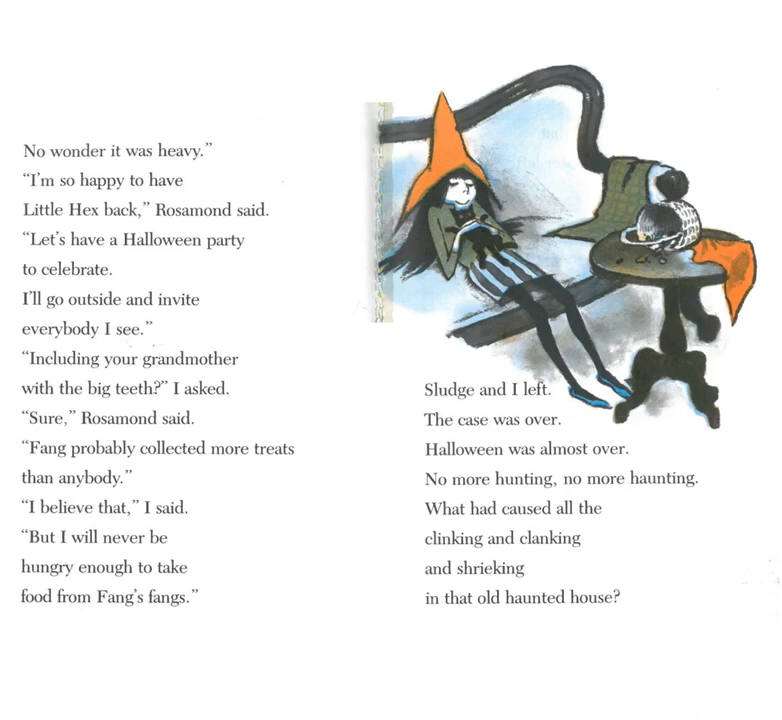 No wonder it was heavy.”
“I’m so happy to have
Little Hex back,” Rosamond said.
“Let’s have a Halloween party
to celebrate.
I’ll go outside and invite
everybody I see.”
“Including your grandmother
with the big teeth?” I asked.
“Sure,” Rosamond said.
“Fang probably collected more treats
than anybody.”
“I believe that,” I said.
“But I will never be
hungry enough to take
food from Fang’s fangs.”
Sludge and I left.
The case was over.
Halloween was almost over.
No more hunting, no more haunting.
What had caused all the
clinking and clanking
and shrieking
in that old haunted house?